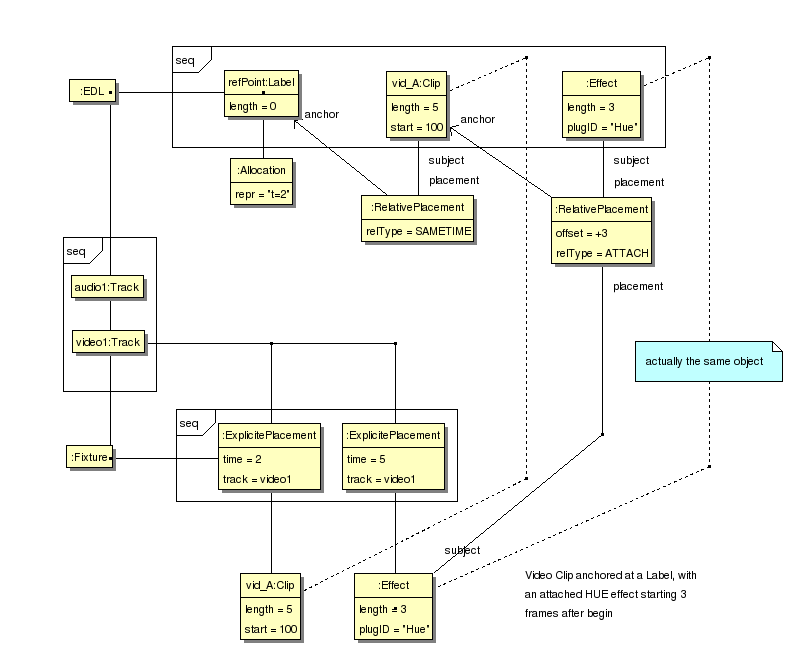 seq
refPoint:Label
length = 0
vid_A:Clip
length = 5
start = 100
:Effect
length = 3
plugID = "Hue"
:EDL
anchor
anchor
:Allocation
repr = "t=2"
subject
placement
subject
placement
:RelativePlacement
relType = SAMETIME
:RelativePlacement
offset = +3
relType = ATTACH
seq
audio1:Track
placement
video1:Track
actually the same object
seq
:ExplicitePlacement
time = 2
track = video1
:ExplicitePlacement
time = 5
track = video1
:Fixture
subject
vid_A:Clip
length = 5
start = 100
:Effect
length = 3
plugID = "Hue"
Video Clip anchored at a Label, with
an attached HUE effect starting 3
frames after begin